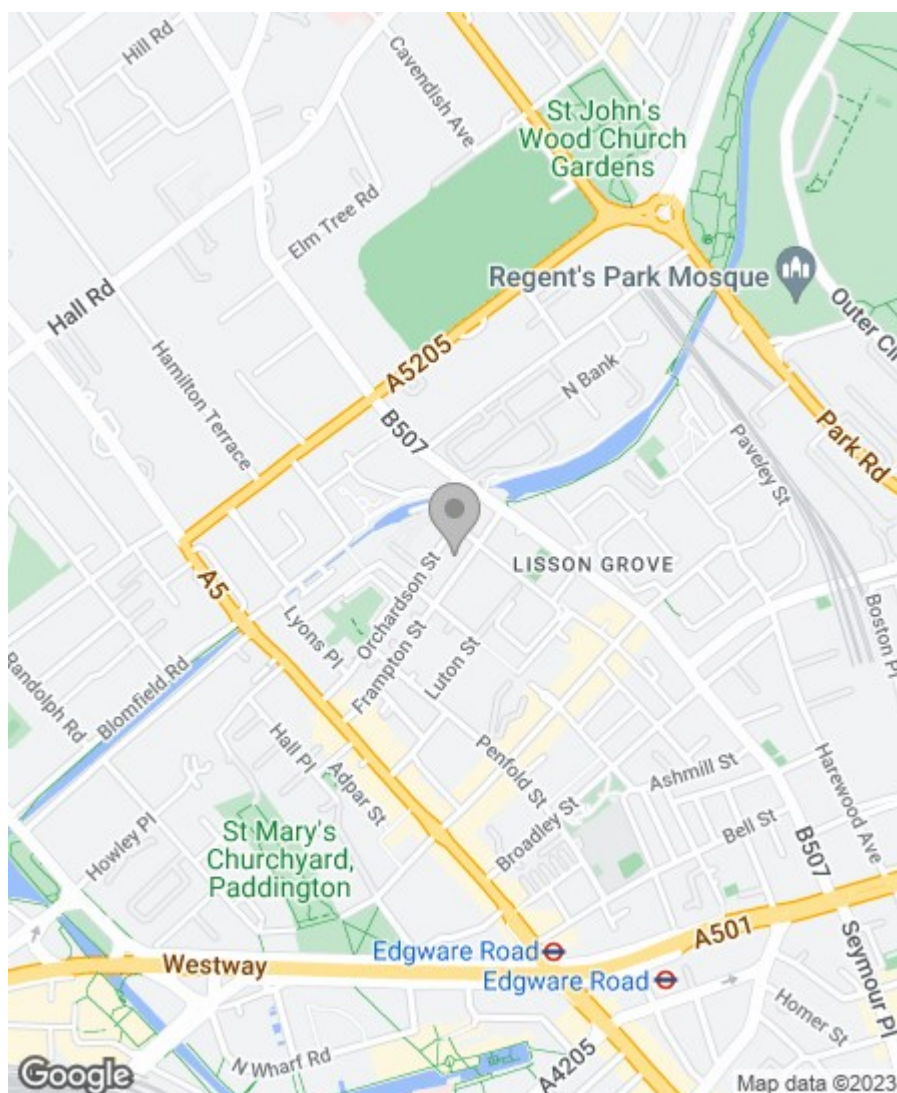 Hill Rd
Cavendish Ave
St John's
Wood Church
Gardens
Elm Tree Rd
Regent's Park Mosque
Hall Rd
Outer Cir
A5205
N Bank
Hamilton Terrace
B507
Park Rd
Paveley St
LISSON GROVE
A5
Orchardson St
Lyons Pl
Boston Pl
Frampton St
Luton St
Randolph Rd
Blomfield Rd
Hall Pl
Penfold St
Adpar St
Ashmill St
Harewood Ave
Broadley St
Bell St
St Mary's
Churchyard,
Paddington
Howley Pl
B507
A501
Edgware Road
Westway
Edgware Road
Seymour Pl
Homer St
N Wharf Rd
A4205
Google
Map data ©2023